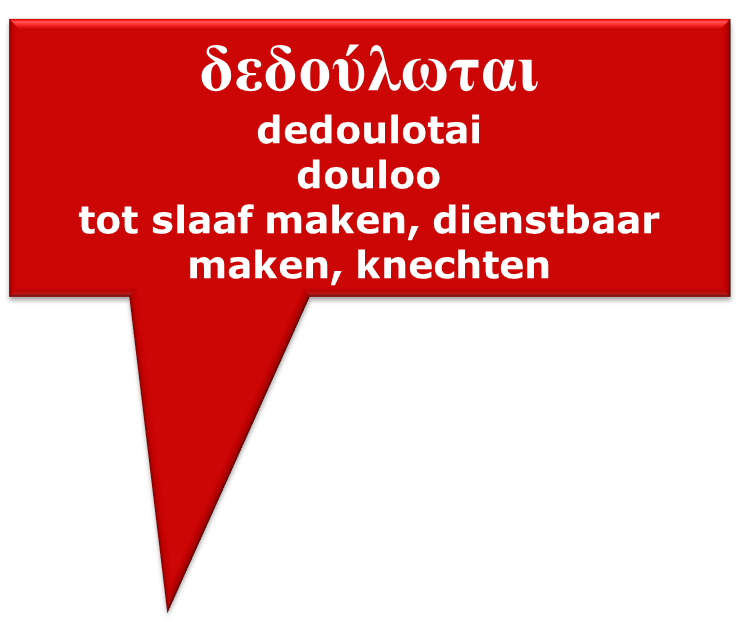 δεδούλωται
dedoulotai
douloo
tot slaaf maken, dienstbaar
maken, knechten